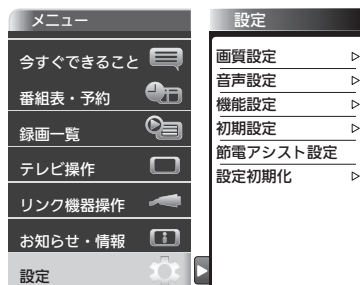 メニュー
今すぐできること
番組表・予約
録画一覧
テレビ操作
リンク機器操作
お知らせ・情報
設定
設定
画質設定
音声設定
機能設定
初期設定
節電アシスト設定
設定初期化